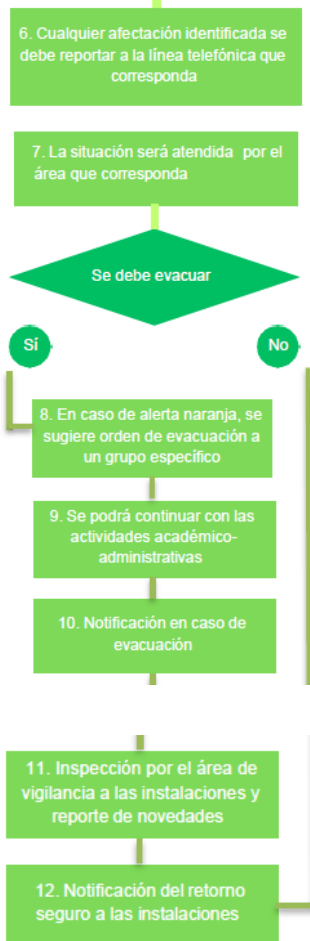 6. Cualquier afectación identificada se
debe reportar a la línea telefónica que
corresponda
7. La situación será atendida por el
área que corresponda
Se debe evacuar
Sí
No
8. En caso de alerta naranja, se
sugiere orden de evacuación a
un grupo específico
9. Se podrá continuar con las
actividades académico-
administrativas
10. Notificación en caso de
evacuación
11. Inspección por el área de
vigilancia a las instalaciones y
reporte de novedades
12. Notificación del retorno
seguro a las instalaciones